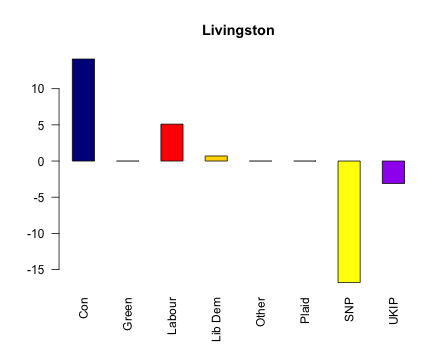 Livingston
10
5
0
-5
-10
-15
Con
Green
Labour
Lib Dem
Other
Plaid
SNP
UKIP